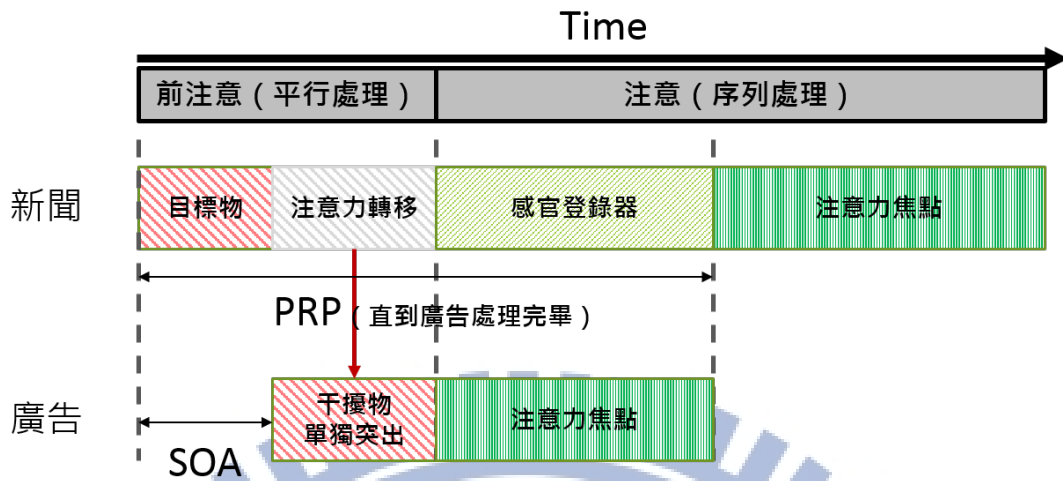 Time
前注意（平行處理）
注意（序列處理）
新聞
目標物
注意力轉移
感官登錄器
注意力焦點
PRP（直到廣告處理完畢）
廣告
干擾物
單獨突出
注意力焦點
SOA